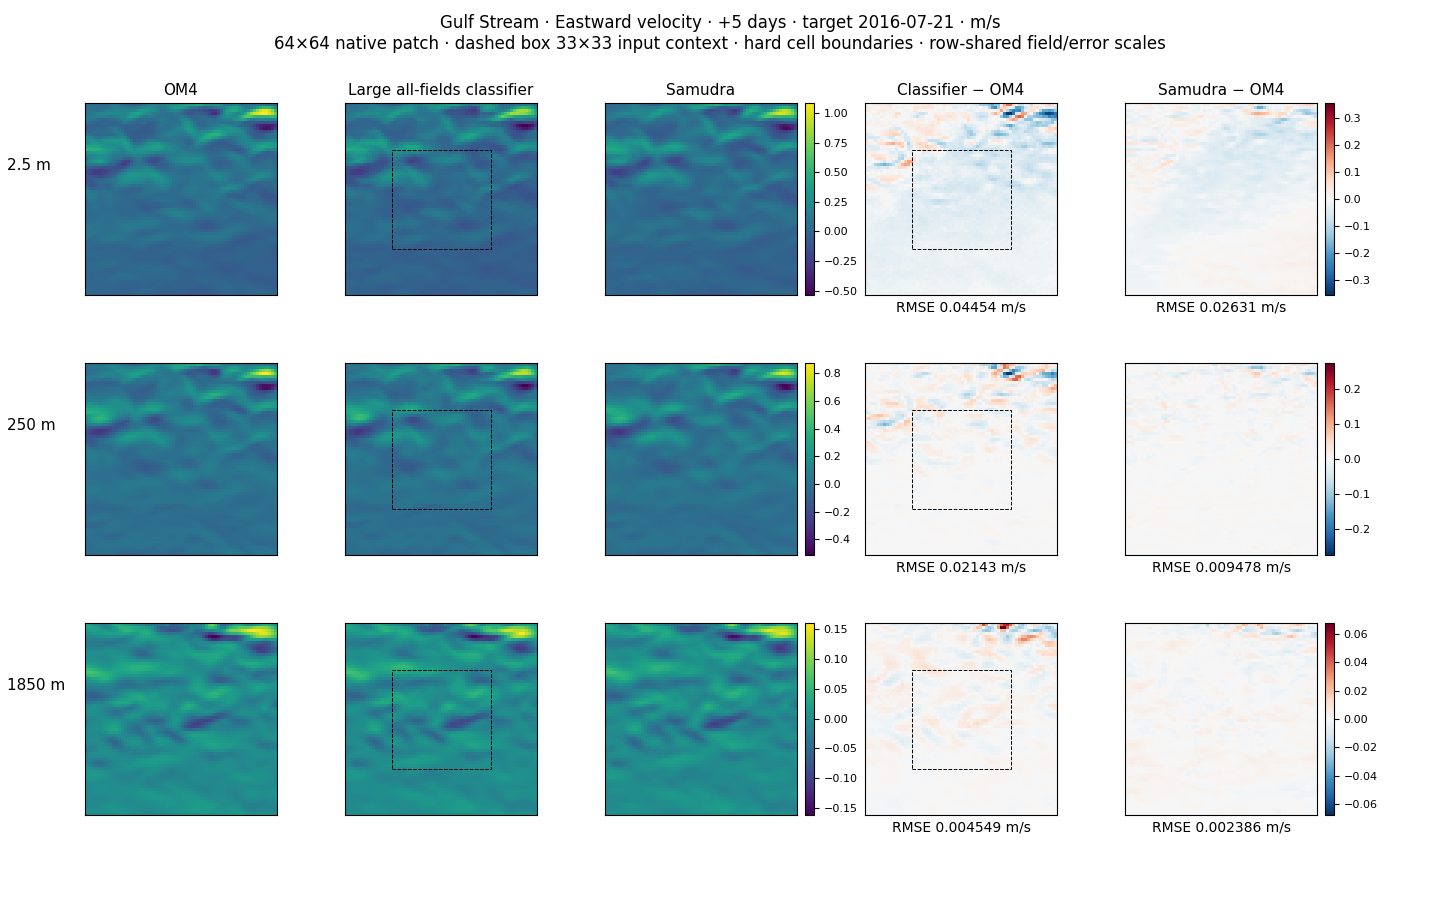 Gulf Stream · Eastward velocity · +5 days · target 2016-07-21 · m/s
64×64 native patch · dashed box 33×33 input context · hard cell boundaries · row-shared field/error scales
OM4
Large all-fields classifier
Samudra
Classifier − OM4
Samudra − OM4
2.5 m
1.00
0.75
0.50
0.25
0.00
−0.25
−0.50
0.3
0.2
0.1
0.0
−0.1
−0.2
−0.3
RMSE 0.04454 m/s
RMSE 0.02631 m/s
250 m
0.8
0.6
0.4
0.2
0.0
−0.2
−0.4
0.2
0.1
0.0
−0.1
−0.2
RMSE 0.02143 m/s
RMSE 0.009478 m/s
1850 m
0.15
0.10
0.05
0.00
−0.05
−0.10
−0.15
0.06
0.04
0.02
0.00
−0.02
−0.04
−0.06
RMSE 0.004549 m/s
RMSE 0.002386 m/s